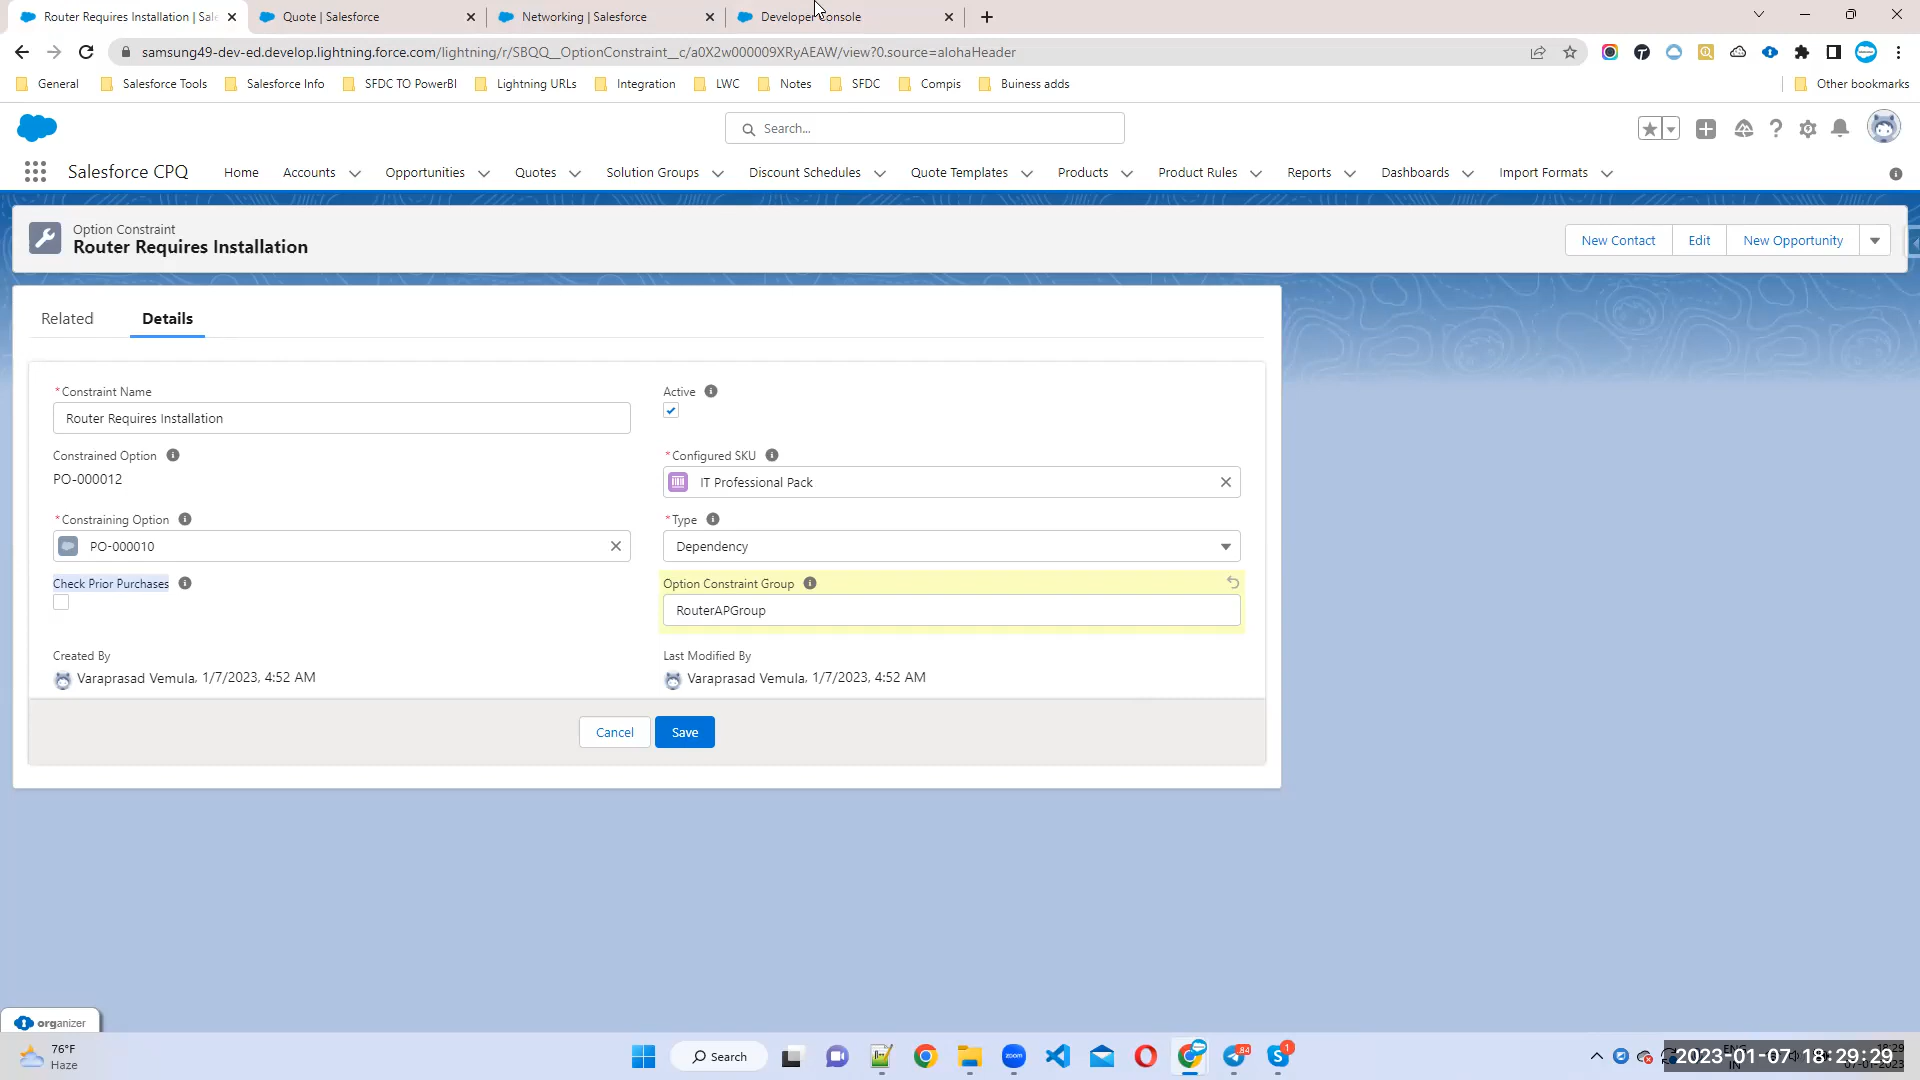 Router Requires Installation | Sal
Quote | Salesforce
Networking | Salesforce
Developer Console
samsung49-dev-ed.develop.lightning.force.com/lightning/r/SBQQ__OptionConstraint__c/a0X2w000009XRyAEAW/view?0.source=alohaHeader
General
Salesforce Tools
Salesforce Info
SFDC TO PowerBI
Lightning URLs
Integration
LWC
Notes
SFDC
Compis
Buiness adds
Other bookmarks
Search...
Salesforce CPQ
Home
Accounts
Opportunities
Quotes
Solution Groups
Discount Schedules
Quote Templates
Products
Product Rules
Reports
Dashboards
Import Formats
Option Constraint
Router Requires Installation
New Contact
Edit
New Opportunity
Related
Details
*Constraint Name
Router Requires Installation
Active
Constrained Option
PO-000012
*Configured SKU
IT Professional Pack
*Constraining Option
PO-000010
*Type
Dependency
Check Prior Purchases
Option Constraint Group
RouterAPGroup
Created By
Varaprasad Vemula, 1/7/2023, 4:52 AM
Last Modified By
Varaprasad Vemula, 1/7/2023, 4:52 AM
Cancel
Save
organizer
76°F
Haze
Search
zoom
84
1
2023-01-07 18:29:29